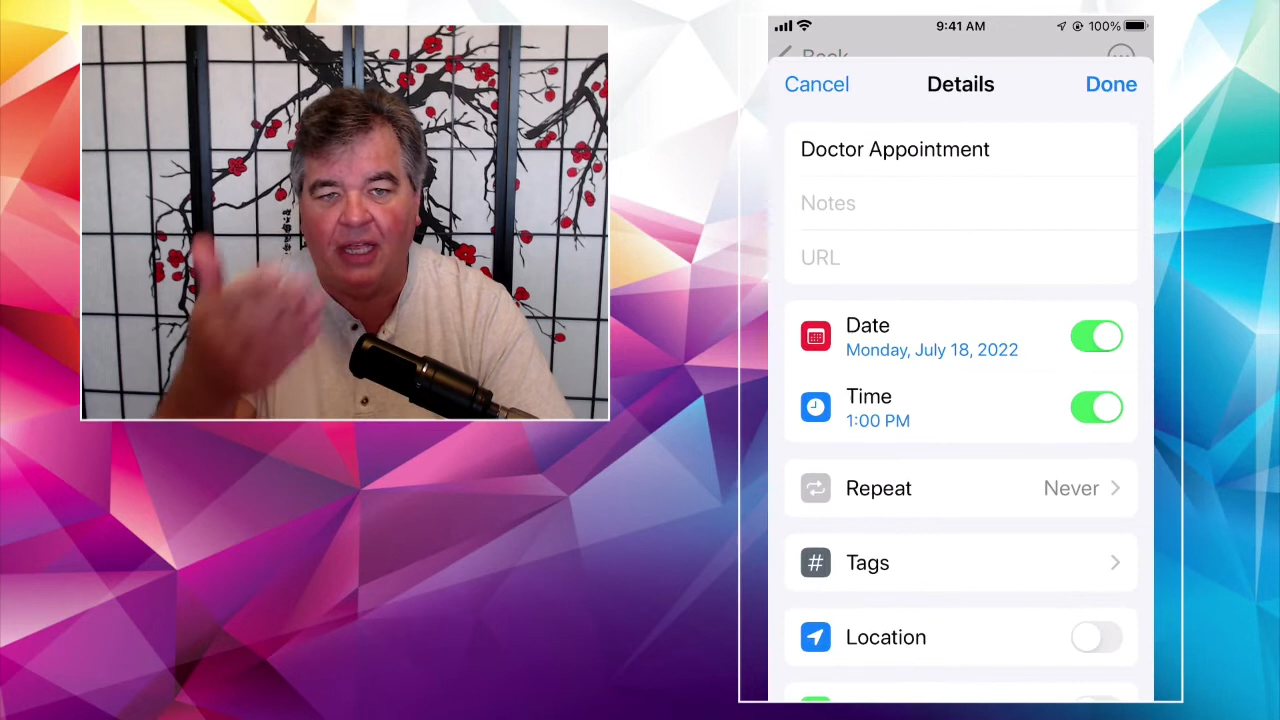 9:41 AM
100%
Back
Cancel
Details
Done
Doctor Appointment
Notes
URL
Date
Monday, July 18, 2022
Time
1:00 PM
Repeat
Never
Tags
Location